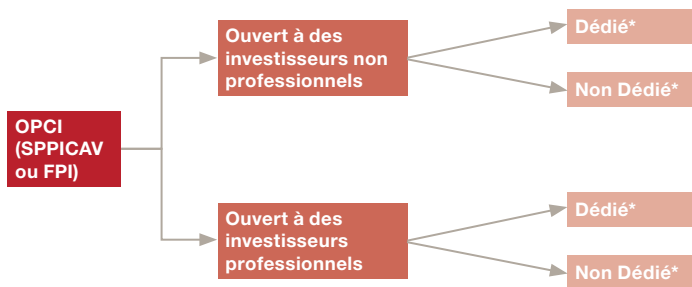 OPCI
(SPPICAV
ou FPI)
Ouvert à des
investisseurs non
professionnels
Dédié*
Non Dédié*
Ouvert à des
investisseurs
professionnels
Dédié*
Non Dédié*